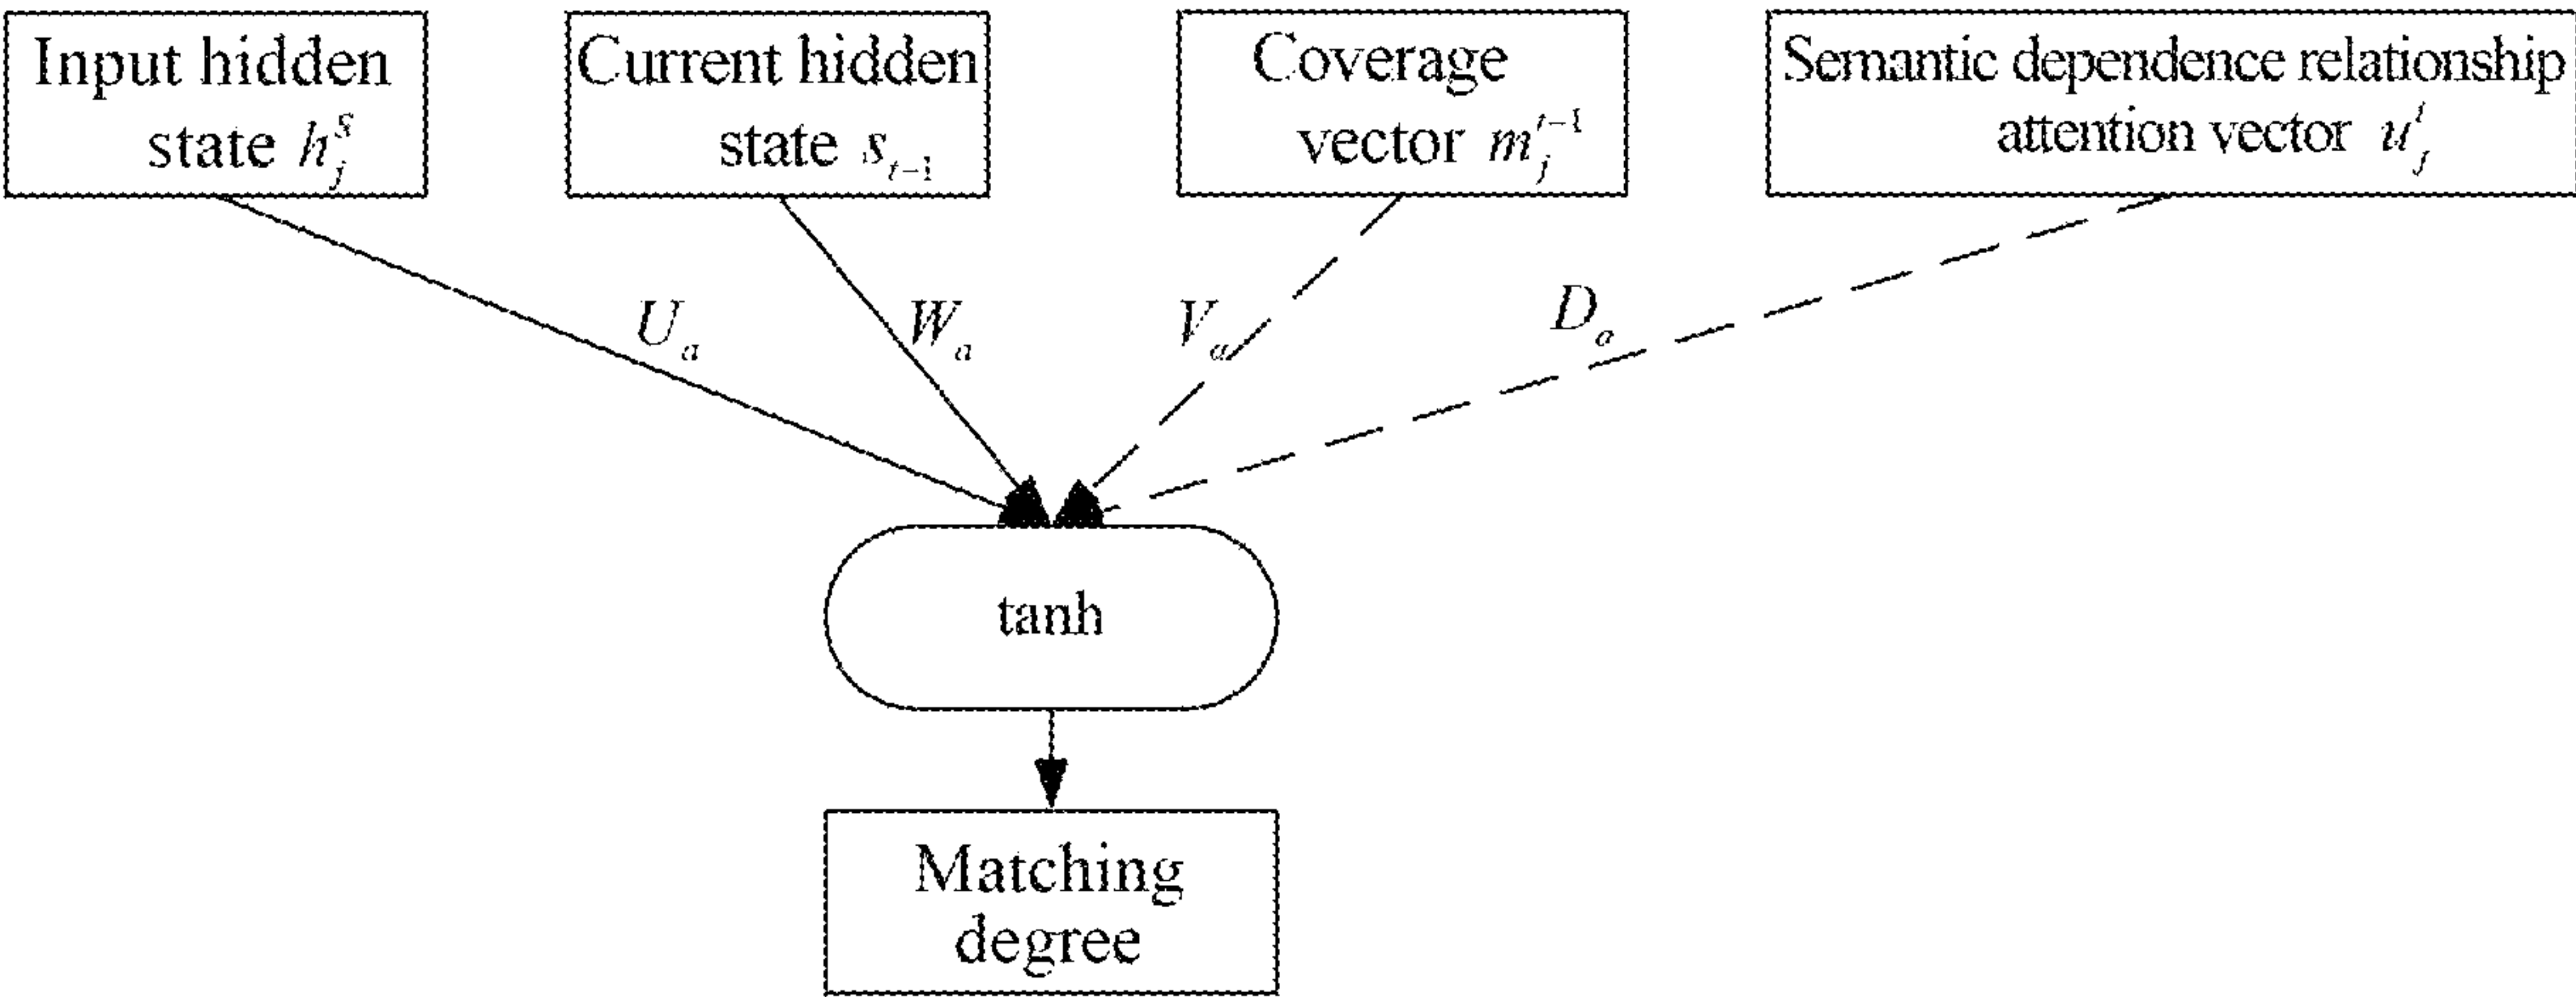 Input hidden
state h_j^s
Current hidden
state s_{t-1}
Coverage
vector m_j^{t-1}
Semantic dependence relationship
attention vector u_j^t
U_a
W_a
V_a
D_a
tanh
Matching
degree